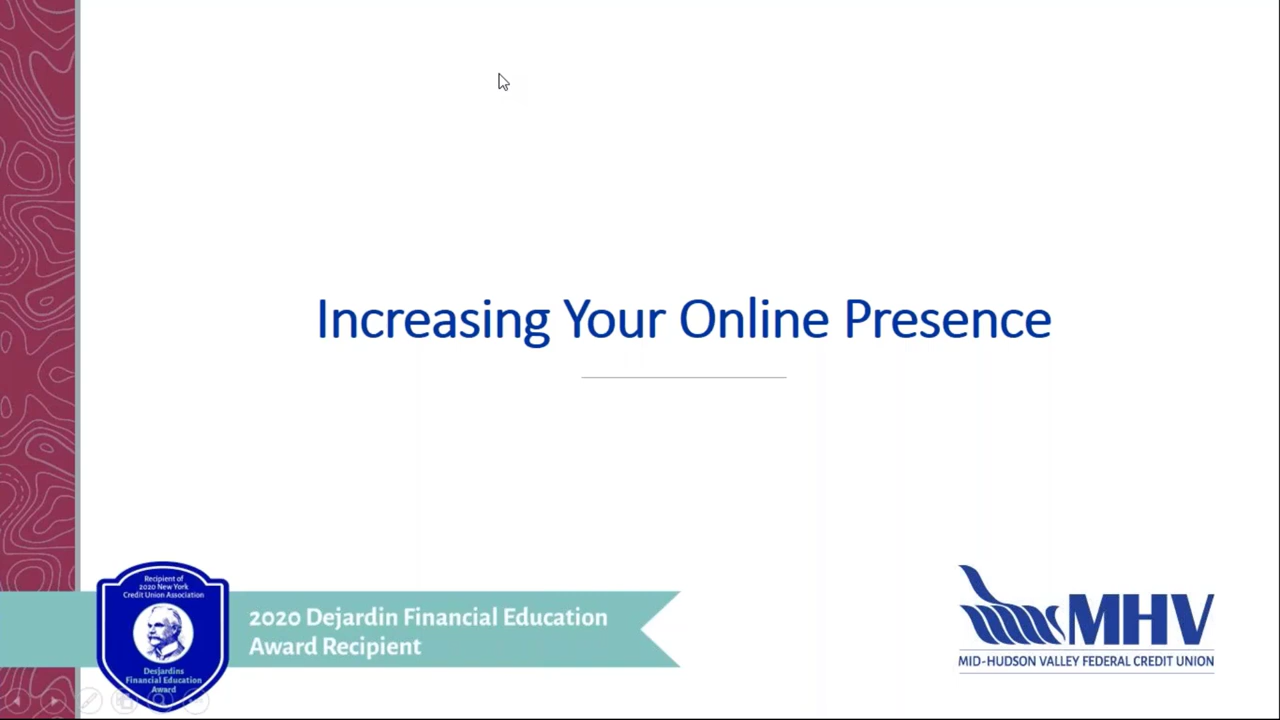 Increasing Your Online Presence
Recipient of
2020 New York
Credit Union Association
Desjardins
Financial Education
Award
2020 Dejardin Financial Education
Award Recipient
MHV
MID-HUDSON VALLEY FEDERAL CREDIT UNION